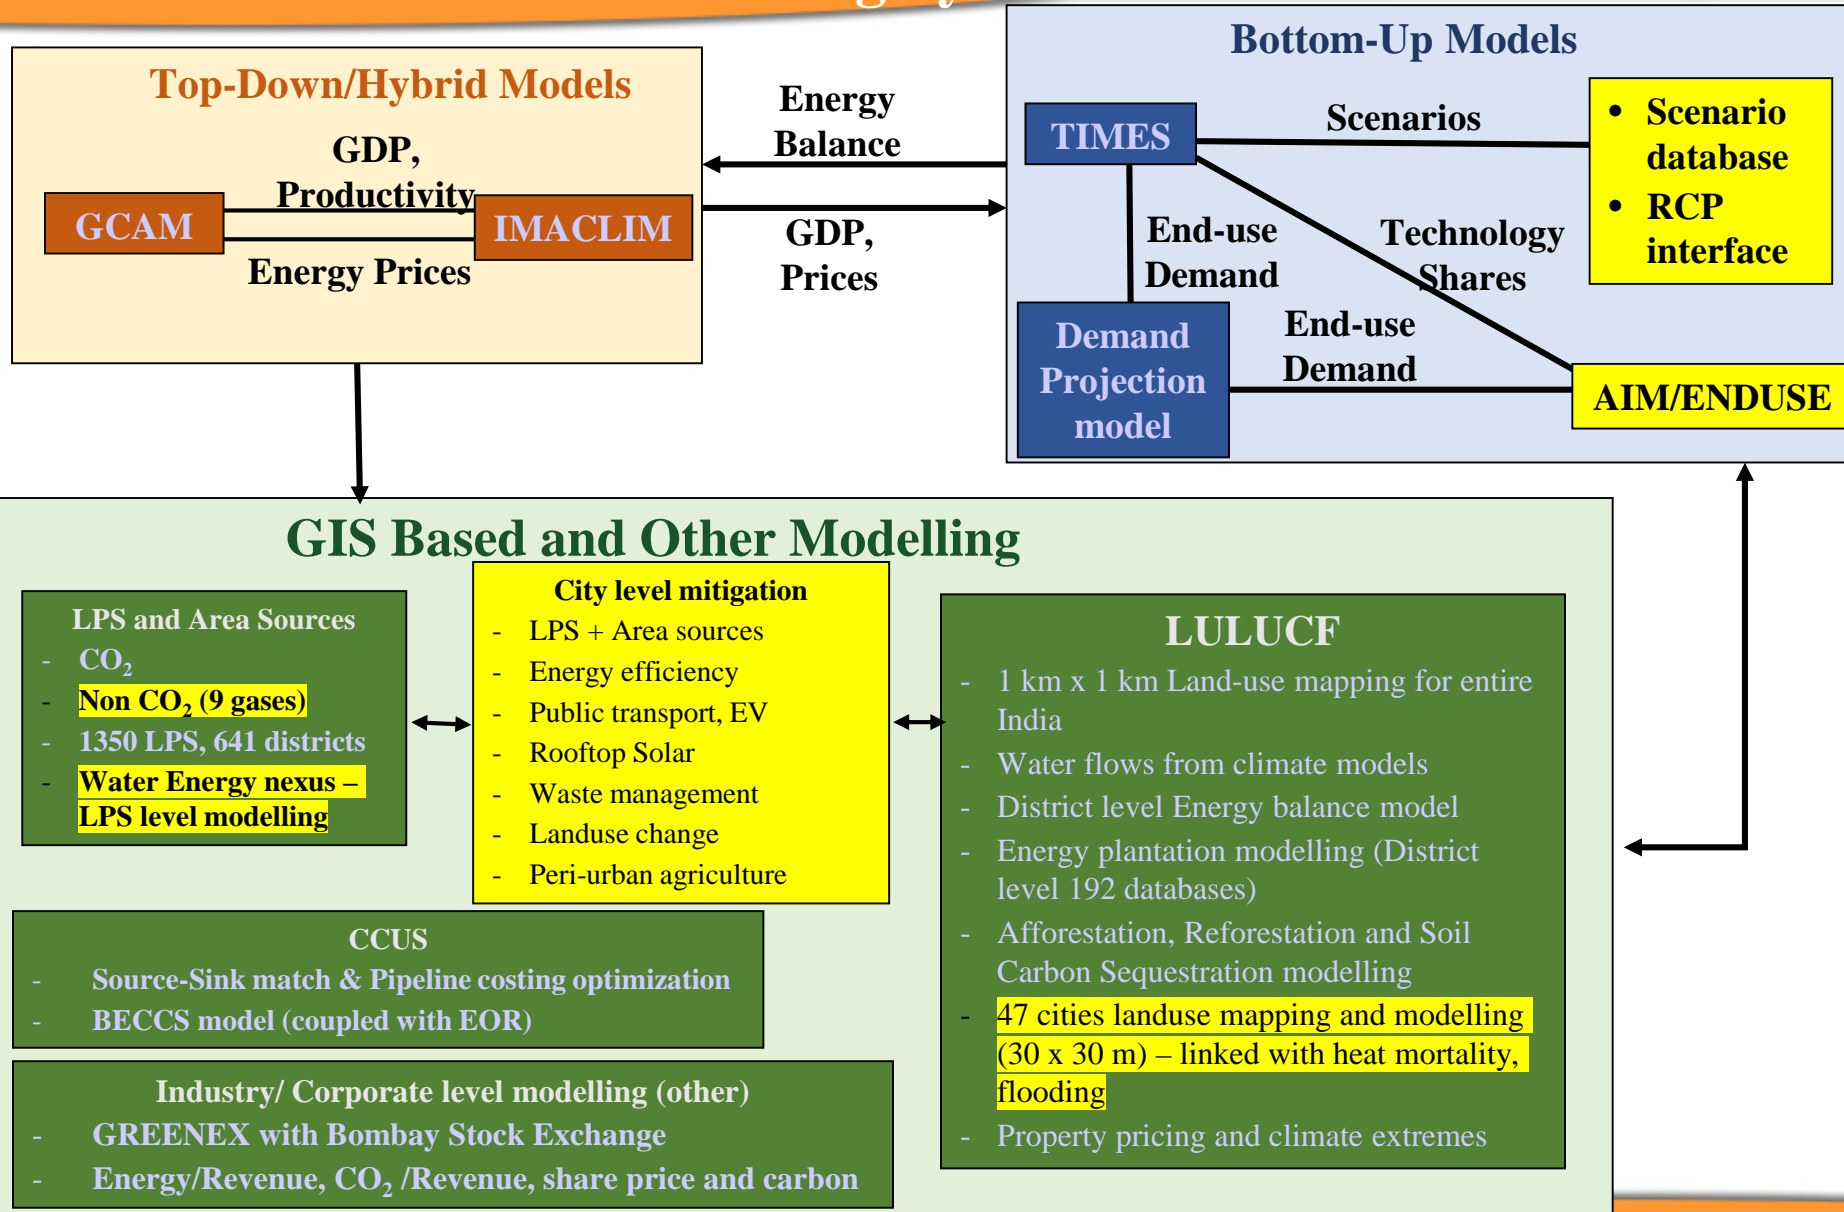 Top-Down/Hybrid Models
GDP,
Productivity
GCAM
IMACLIM
Energy Prices
Energy
Balance
GDP,
Prices
Bottom-Up Models
TIMES
Scenarios
• Scenario
database
• RCP
interface
End-use
Demand
Technology
Shares
Demand
Projection
model
End-use
Demand
AIM/ENDUSE
GIS Based and Other Modelling
LPS and Area Sources
- CO₂
- Non CO₂ (9 gases)
- 1350 LPS, 641 districts
- Water Energy nexus –
LPS level modelling
City level mitigation
- LPS + Area sources
- Energy efficiency
- Public transport, EV
- Rooftop Solar
- Waste management
- Landuse change
- Peri-urban agriculture
LULUCF
- 1 km x 1 km Land-use mapping for entire
India
- Water flows from climate models
- District level Energy balance model
- Energy plantation modelling (District
level 192 databases)
- Afforestation, Reforestation and Soil
Carbon Sequestration modelling
- 47 cities landuse mapping and modelling
(30 x 30 m) – linked with heat mortality,
flooding
- Property pricing and climate extremes
CCUS
- Source-Sink match & Pipeline costing optimization
- BECCS model (coupled with EOR)
Industry/ Corporate level modelling (other)
- GREENEX with Bombay Stock Exchange
- Energy/Revenue, CO₂ /Revenue, share price and carbon